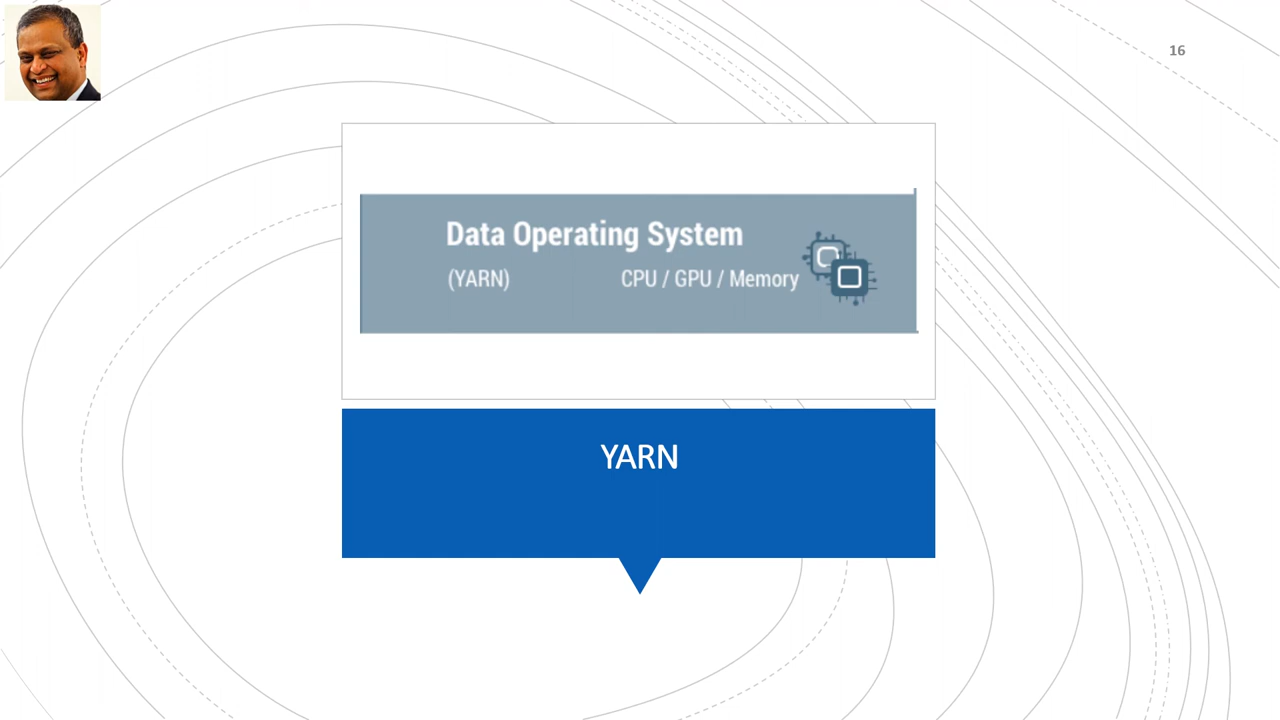 16
Data Operating System
(YARN) CPU / GPU / Memory
YARN